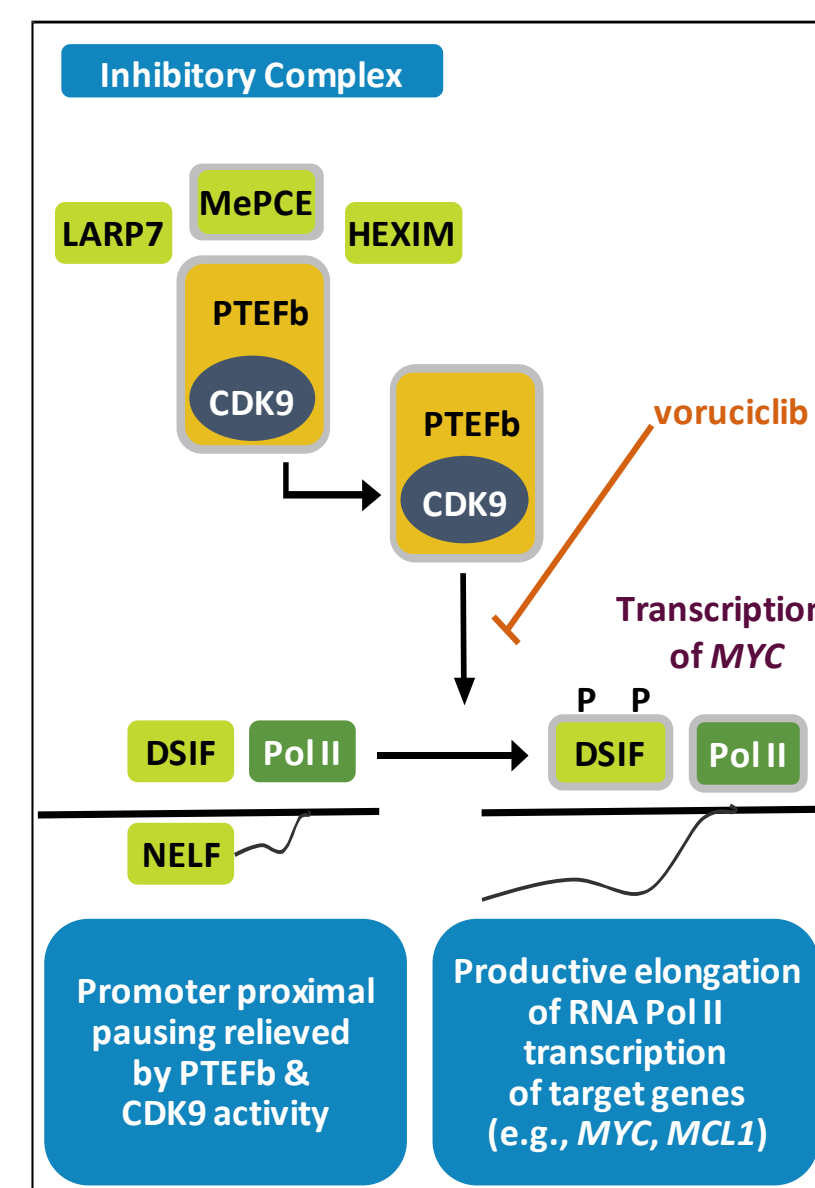 Inhibitory Complex
MePCE
LARP7
HEXIM
PTEFb
CDK9
PTEFb
CDK9
voruciclib
Transcription
of MYC
P P
DSIF
Pol II
DSIF
Pol II
NELF
Promoter proximal
pausing relieved
by PTEFb &
CDK9 activity
Productive elongation
of RNA Pol II
transcription
of target genes
(e.g., MYC, MCL1)